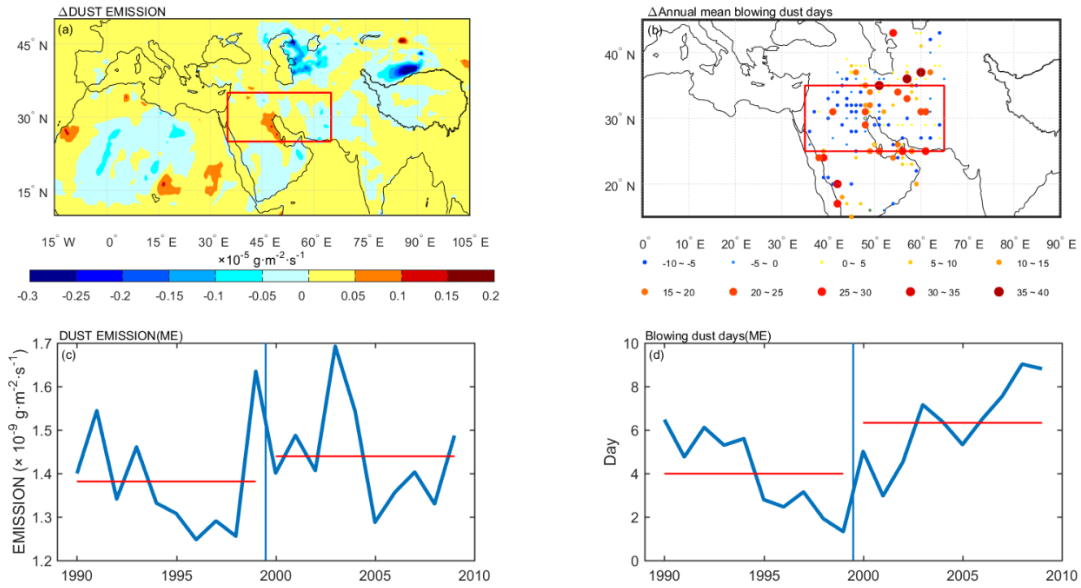 ΔDUST EMISSION
(a)
45° N
30° N
15° N
15° W 0° 15° E 30° E 45° E 60° E 75° E 90° E 105° E
×10⁻⁵ g·m⁻²·s⁻¹
-0.3 -0.25 -0.2 -0.15 -0.1 -0.05 0 0.05 0.1 0.15 0.2
ΔAnnual mean blowing dust days
(b)
40° N
30° N
20° N
0° 10° E 20° E 30° E 40° E 50° E 60° E 70° E 80° E 90° E
-10 ~ -5 -5 ~ 0 0 ~ 5 5 ~ 10 10 ~ 15
15 ~ 20 20 ~ 25 25 ~ 30 30 ~ 35 35 ~ 40
DUST EMISSION(ME)
(c)
EMISSION (× 10⁻⁹ g·m⁻²·s⁻¹)
1.7
1.6
1.5
1.4
1.3
1.2
1990 1995 2000 2005 2010
Blowing dust days(ME)
(d)
Day
10
8
6
4
2
0
1990 1995 2000 2005 2010